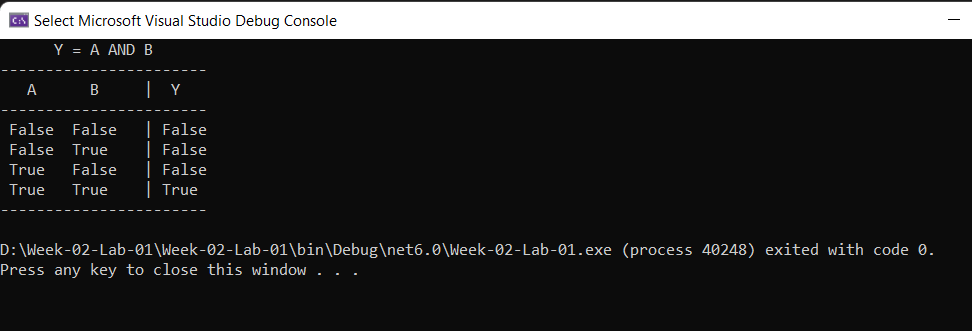 Select Microsoft Visual Studio Debug Console
      Y = A AND B
-----------------------
   A      B     |  Y
-----------------------
 False  False   | False
 False  True    | False
 True   False   | False
 True   True    | True
-----------------------
D:\Week-02-Lab-01\Week-02-Lab-01\bin\Debug\net6.0\Week-02-Lab-01.exe (process 40248) exited with code 0.
Press any key to close this window . . .